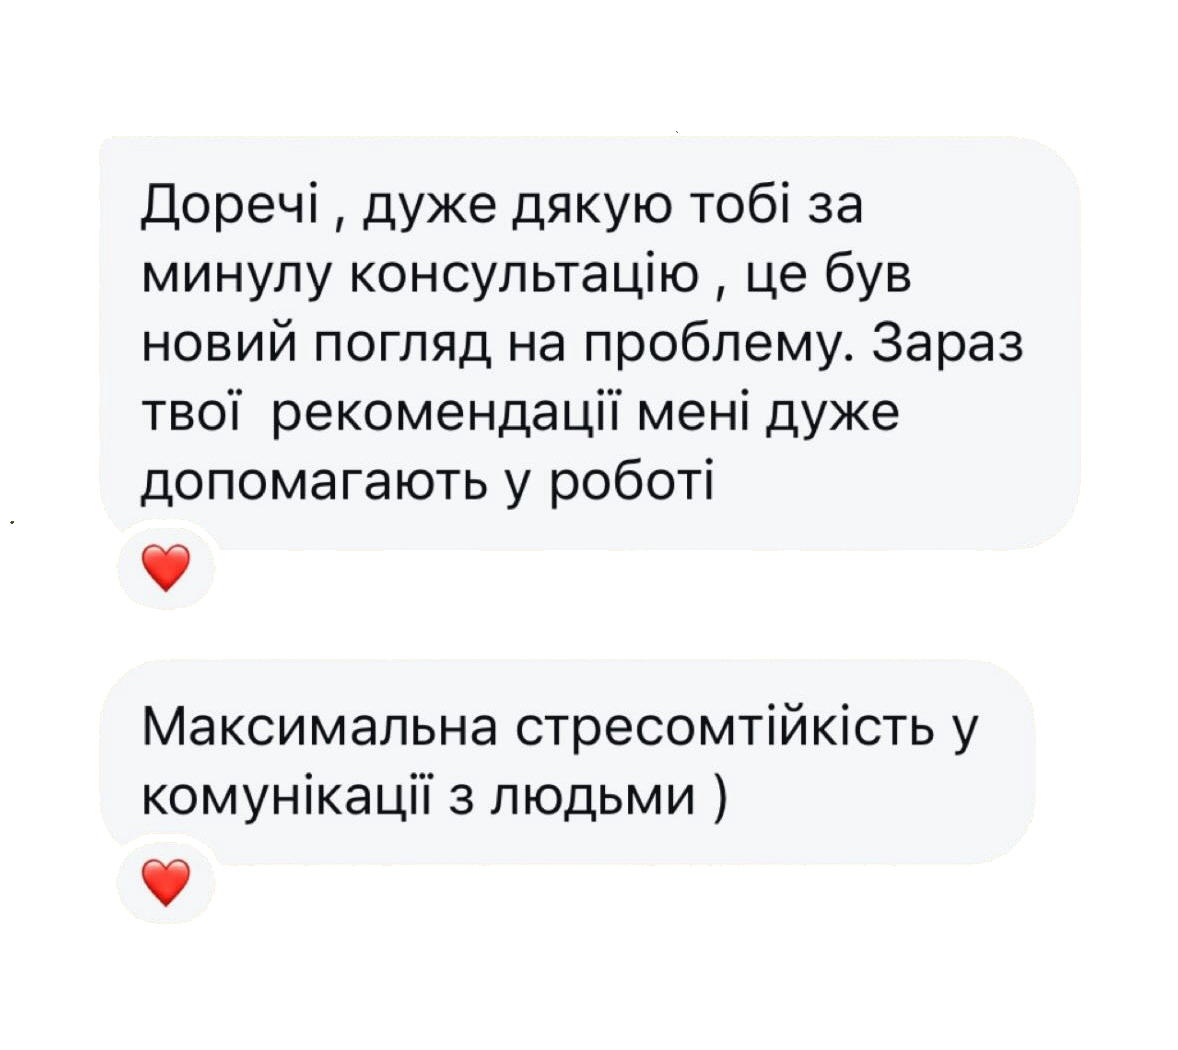 Доречі , дуже дякую тобі за
минулу консультацію , це був
новий погляд на проблему. Зараз
твої  рекомендації мені дуже
допомагають у роботі
Максимальна стресомтійкість у
комунікації з людьми )